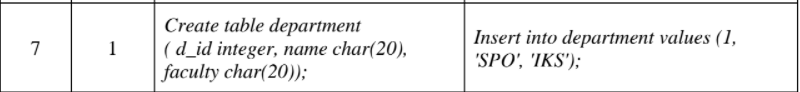 7 1 Create table department
( d_id integer, name char(20),
faculty char(20));
Insert into department values (1,
'SPO', 'IKS');